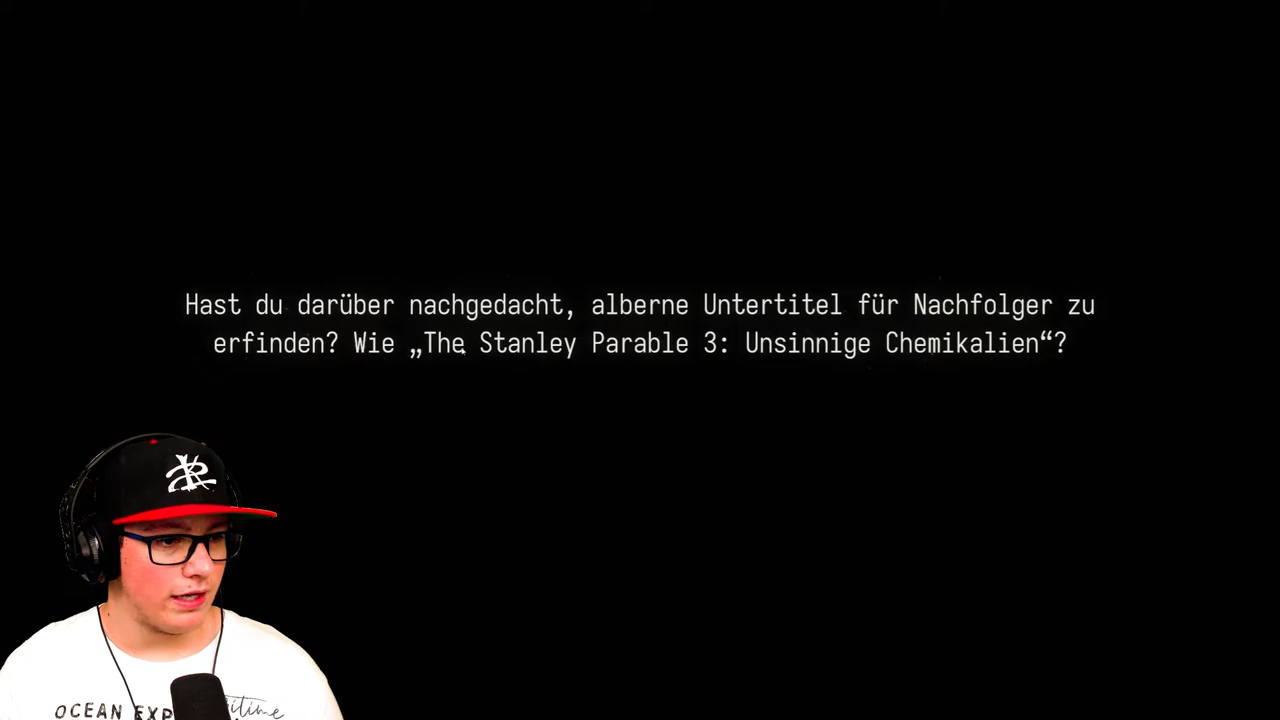 Hast du darüber nachgedacht, alberne Untertitel für Nachfolger zu
erfinden? Wie „The Stanley Parable 3: Unsinnige Chemikalien“?
OCEAN EXP